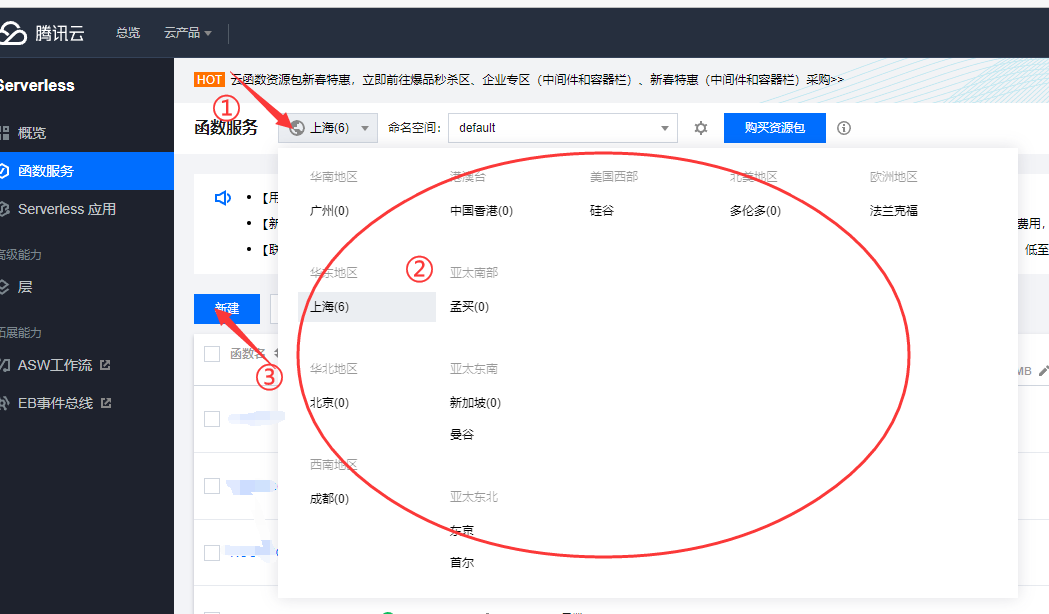 腾讯云 总览 云产品
Serverless
HOT 云函数资源包新春特惠，立即前往爆品秒杀区、企业专区（中间件和容器栏）、新春特惠（中间件和容器栏）采购>>
①
函数服务 上海(6) 命名空间: default 购买资源包
概览
函数服务
Serverless 应用
高级能力
层
拓展能力
ASW工作流
EB事件总线
华南地区 港澳台 美国西部 北美地区 欧洲地区
广州(0) 中国香港(0) 硅谷 多伦多(0) 法兰克福
• 【用
• 【新 费用，
• 【联 低至
华东地区 ② 亚太南部
新建 上海(6) 孟买(0)
函数名
③
华北地区 亚太东南
MB
北京(0) 新加坡(0)
曼谷
西南地区
成都(0) 亚太东北
东京
首尔